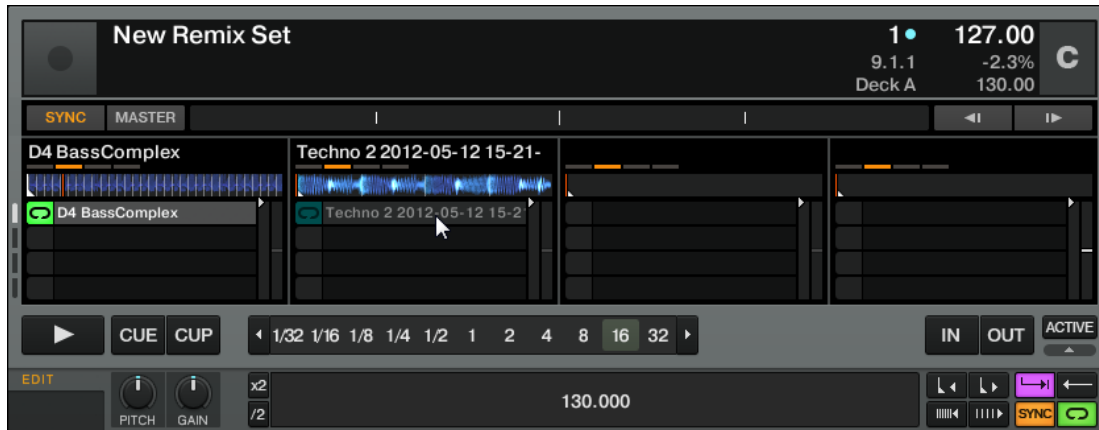 New Remix Set
1 127.00
9.1.1 -2.3%
Deck A 130.00
C
SYNC MASTER
D4 BassComplex
Techno 2 2012-05-12 15-21-
D4 BassComplex
Techno 2 2012-05-12 15-2
CUE CUP
1/32 1/16 1/8 1/4 1/2 1 2 4 8 16 32
IN OUT ACTIVE
EDIT
PITCH GAIN
x2
/2
130.000
SYNC